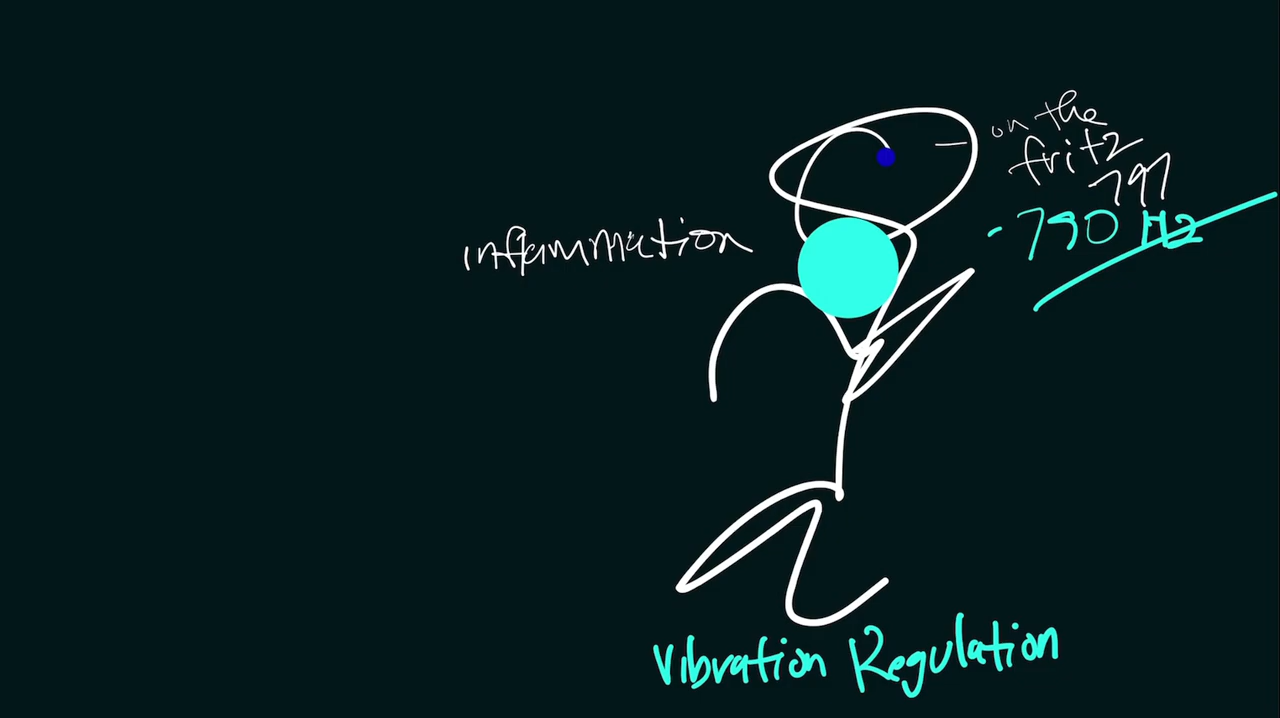 on the
fritz
797
-790 Hz
inflammation
Vibration Regulation